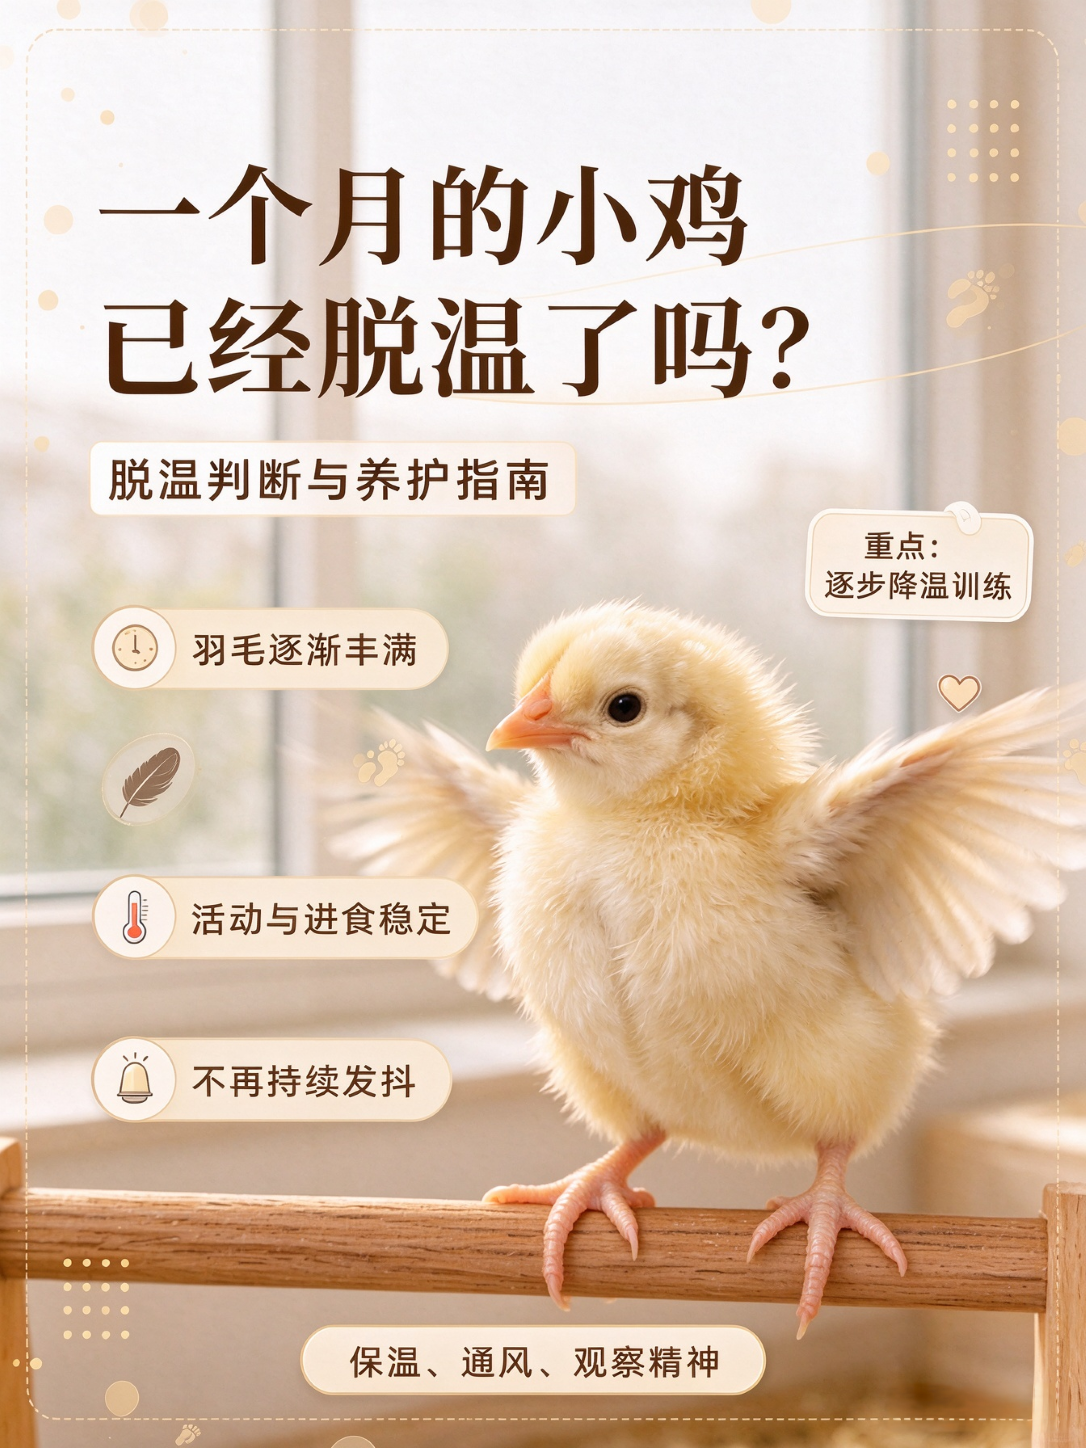 一个月的小鸡
已经脱温了吗？
脱温判断与养护指南
重点：
逐步降温训练
羽毛逐渐丰满
活动与进食稳定
不再持续发抖
保温、通风、观察精神